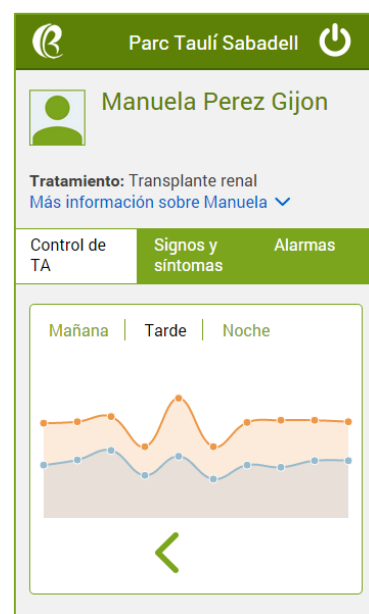 Parc Taulí Sabadell
Manuela Perez Gijon
Tratamiento: Transplante renal
Más información sobre Manuela
Control de TA
Signos y síntomas
Alarmas
Mañana
Tarde
Noche